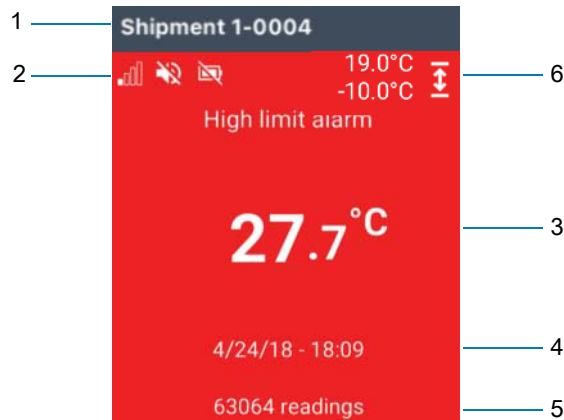 1 Shipment 1-0004
2 19.0°C 6
-10.0°C
High limit alarm
27.7°C 3
4/24/18 - 18:09 4
63064 readings 5